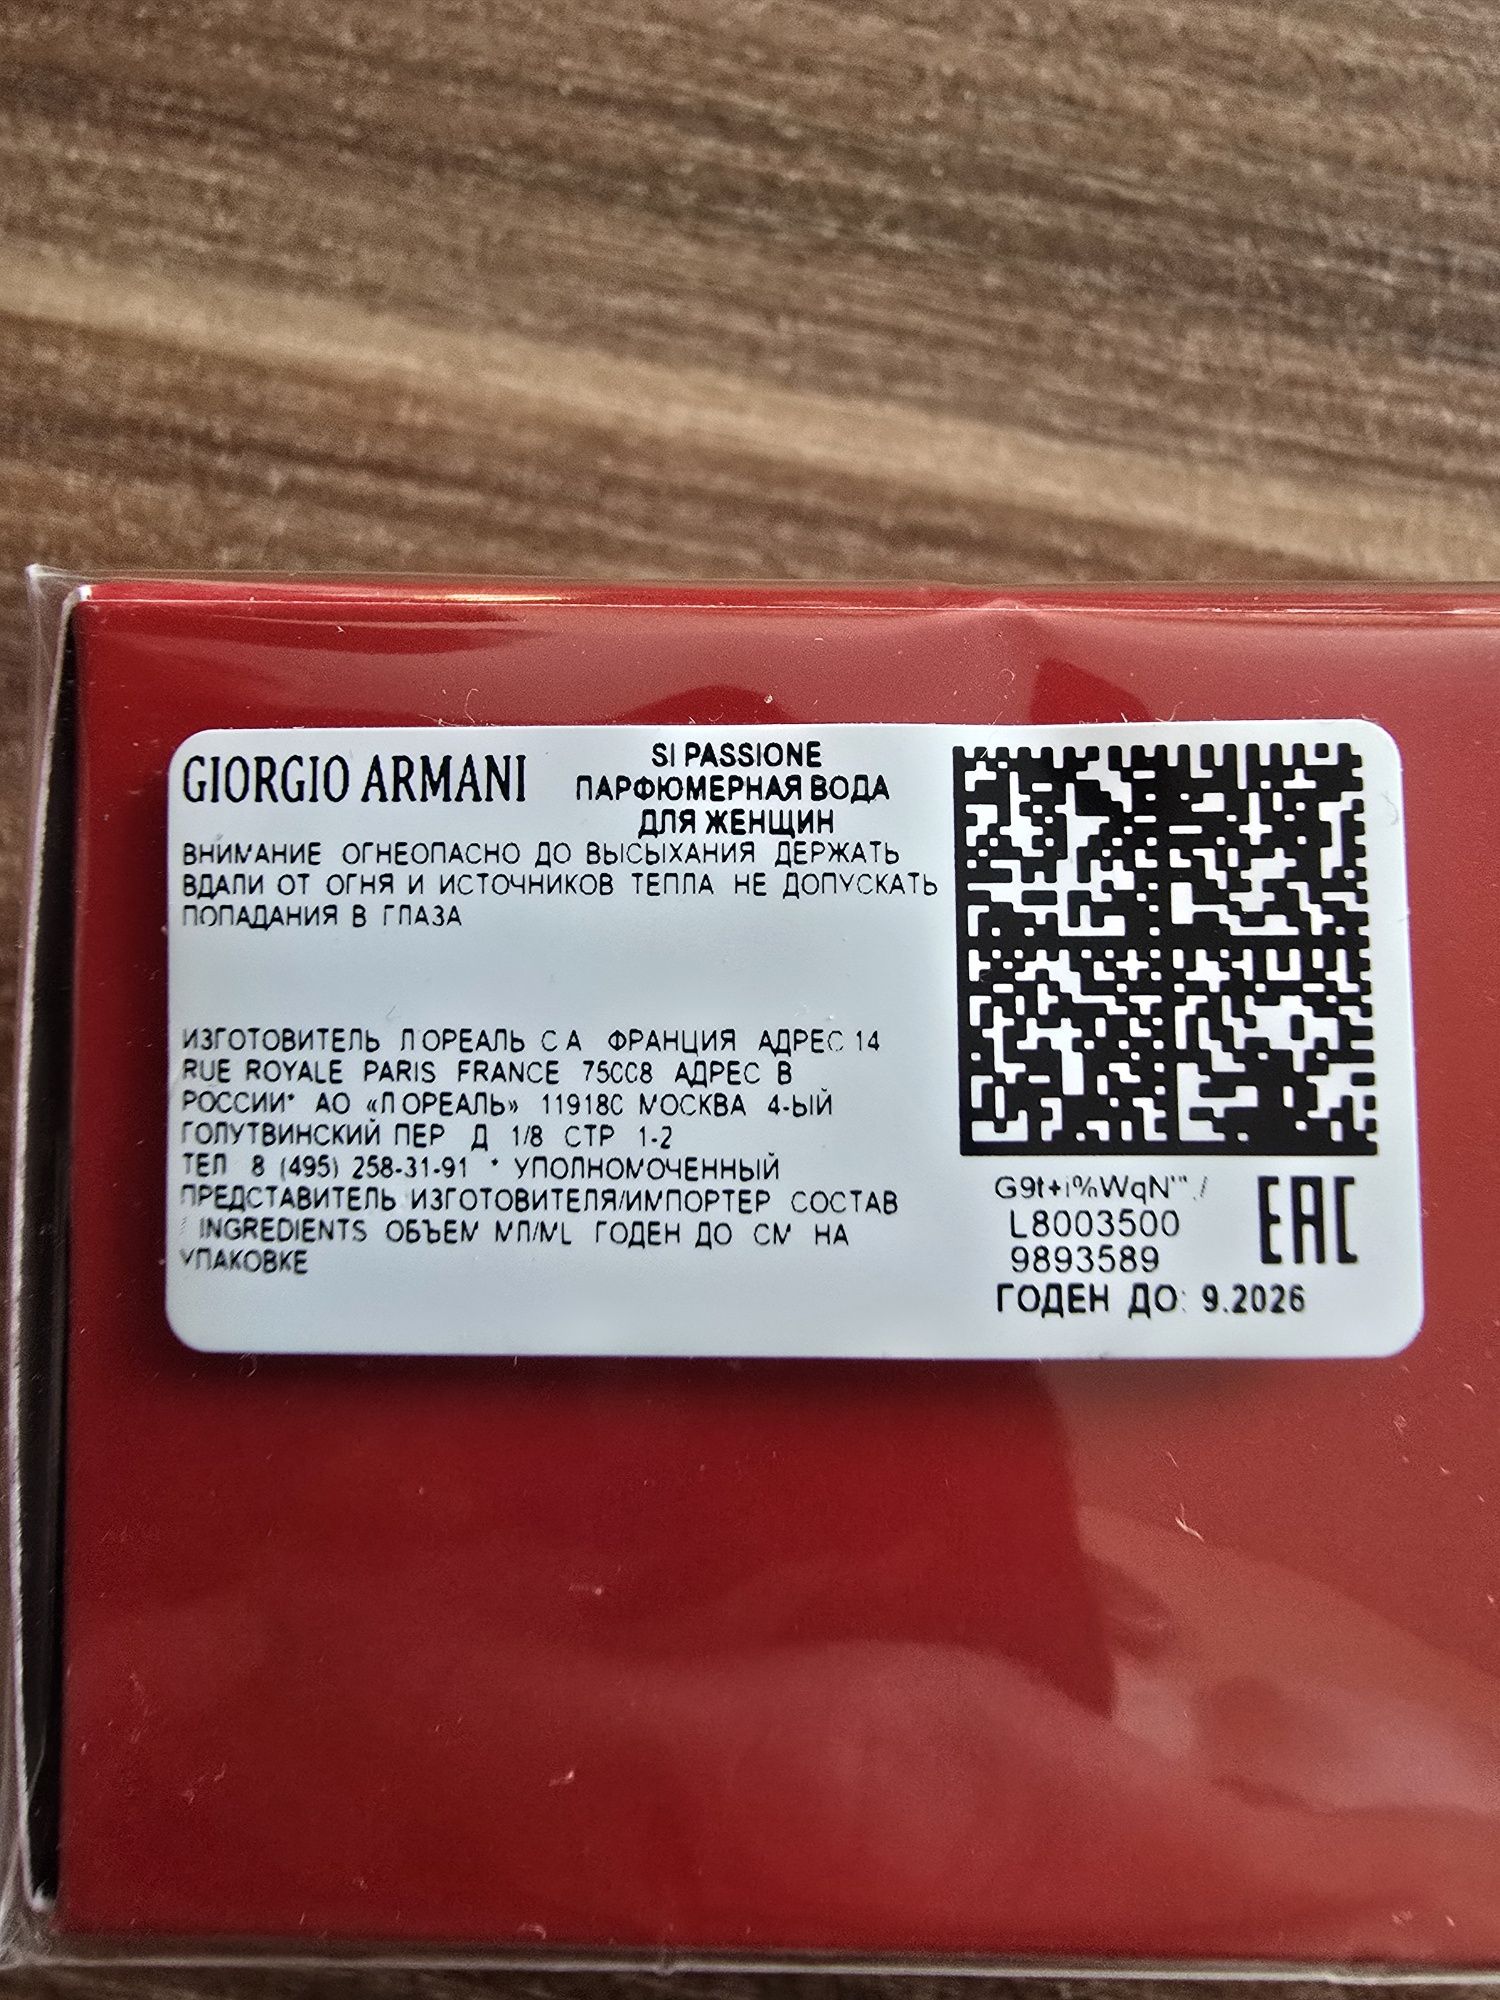 GIORGIO ARMANI
SI PASSIONE
ПАРФЮМЕРНАЯ ВОДА
ДЛЯ ЖЕНЩИН
ВНИМАНИЕ ОГНЕОПАСНО ДО ВЫСЫХАНИЯ ДЕРЖАТЬ
ВДАЛИ ОТ ОГНЯ И ИСТОЧНИКОВ ТЕПЛА НЕ ДОПУСКАТЬ
ПОПАДАНИЯ В ГЛАЗА
ИЗГОТОВИТЕЛЬ Л ОРЕАЛЬ С А ФРАНЦИЯ АДРЕС 14
RUE ROYALE PARIS FRANCE 75008 АДРЕС В
РОССИИ* АО «Л ОРЕАЛЬ» 119180 МОСКВА 4-ЫЙ
ГОЛУТВИНСКИЙ ПЕР Д 1/8 СТР 1-2
ТЕЛ 8 (495) 258-31-91 * УПОЛНОМОЧЕННЫЙ
ПРЕДСТАВИТЕЛЬ ИЗГОТОВИТЕЛЯ/ИМПОРТЕР СОСТАВ
/ INGREDIENTS ОБЪЕМ МЛ/ML ГОДЕН ДО СМ НА
УПАКОВКЕ
L8003500
9893589
EAC
ГОДЕН ДО: 9.2026